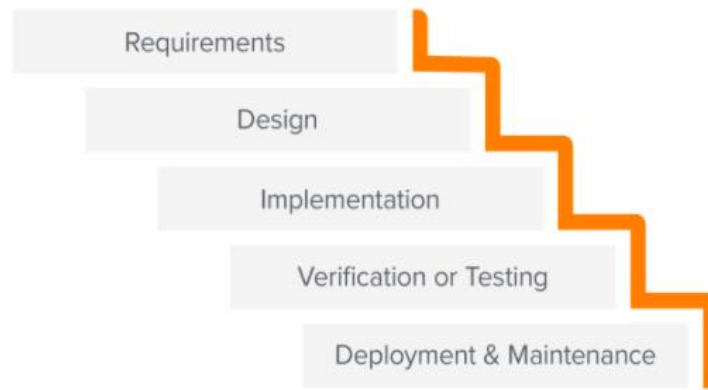 Requirements
Design
Implementation
Verification or Testing
Deployment & Maintenance